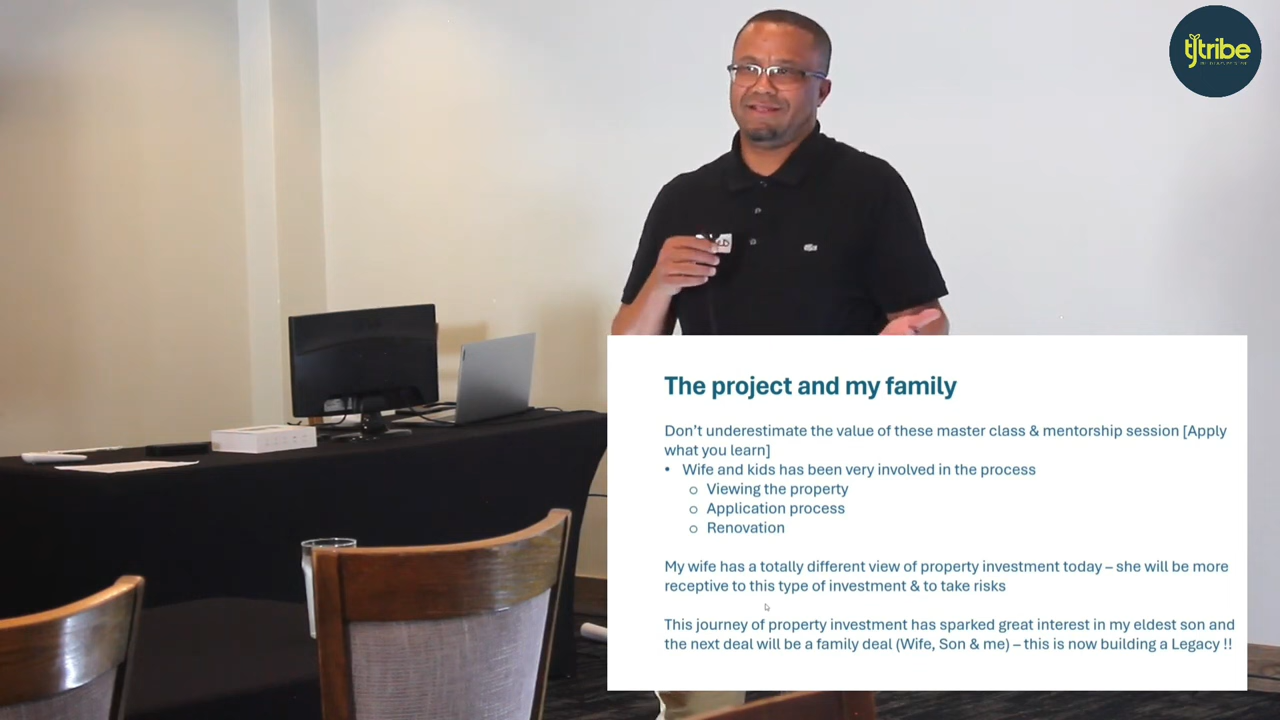 tjtribe
The project and my family
Don’t underestimate the value of these master class & mentorship session [Apply
what you learn]
• Wife and kids has been very involved in the process
o Viewing the property
o Application process
o Renovation
My wife has a totally different view of property investment today – she will be more
receptive to this type of investment & to take risks
This journey of property investment has sparked great interest in my eldest son and
the next deal will be a family deal (Wife, Son & me) – this is now building a Legacy !!